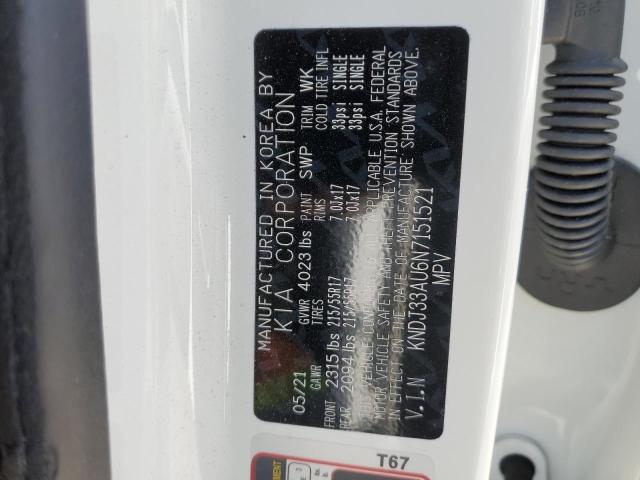 MANUFACTURED IN KOREA BY
KIA CORPORATION
05/21 GVWR 4023 lbs PAINT SWP TRIM WK
GAWR TIRES RIMS COLD TIRE INFL
FRONT 2315 lbs 215/55R17 7.0Jx17 33psi SINGLE
REAR 2094 lbs 215/55R17 7.0Jx17 33psi SINGLE
THIS VEHICLE CONFORMS TO ALL APPLICABLE U.S.A. FEDERAL
MOTOR VEHICLE SAFETY AND THEFT PREVENTION STANDARDS
IN EFFECT ON THE DATE OF MANUFACTURE SHOWN ABOVE.
V.I.N KNDJ33AU6N7151521
MPV
T67